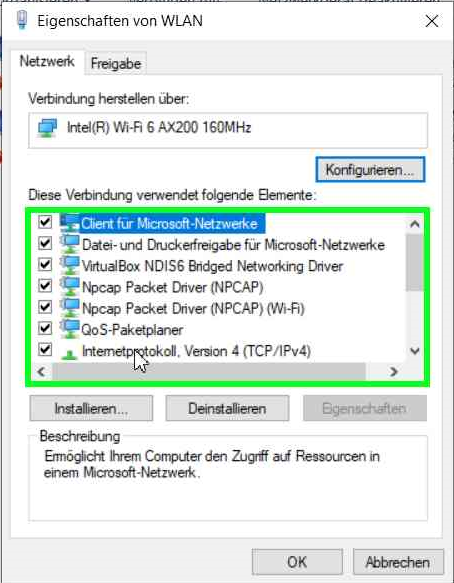 Eigenschaften von WLAN
Netzwerk
Freigabe
Verbindung herstellen über:
Intel(R) Wi-Fi 6 AX200 160MHz
Konfigurieren...
Diese Verbindung verwendet folgende Elemente:
Client für Microsoft-Netzwerke
Datei- und Druckerfreigabe für Microsoft-Netzwerke
VirtualBox NDIS6 Bridged Networking Driver
Npcap Packet Driver (NPCAP)
Npcap Packet Driver (NPCAP) (Wi-Fi)
QoS-Paketplaner
Internetprotokoll, Version 4 (TCP/IPv4)
Installieren...
Deinstallieren
Eigenschaften
Beschreibung
Ermöglicht Ihrem Computer den Zugriff auf Ressourcen in
einem Microsoft-Netzwerk.
OK
Abbrechen